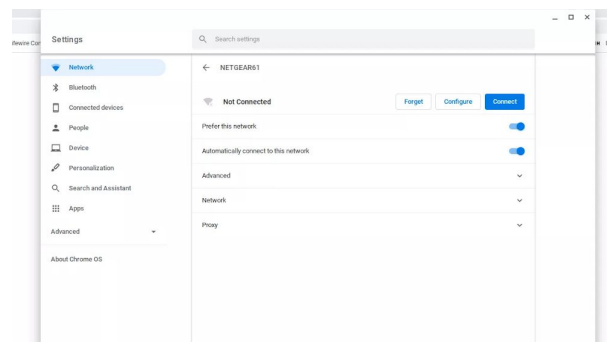 Settings
Search settings
Network
Bluetooth
Connected devices
People
Device
Personalization
Search and Assistant
Apps
Advanced
About Chrome OS
NETGEAR61
Not Connected
Forget
Configure
Connect
Prefer this network
Automatically connect to this network
Advanced
Network
Proxy